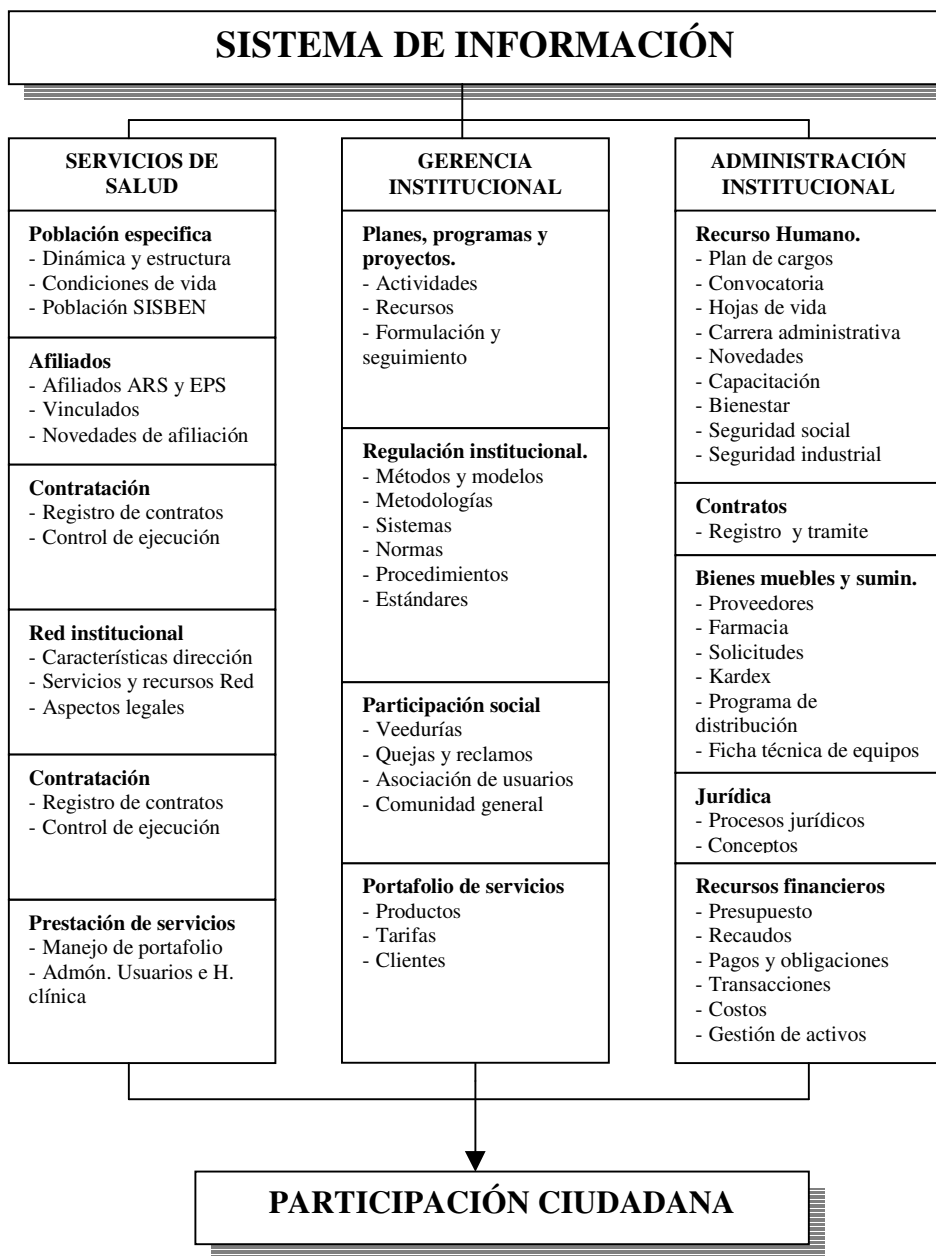 SISTEMA DE INFORMACIÓN
SERVICIOS DE
SALUD
Población especifica
- Dinámica y estructura
- Condiciones de vida
- Población SISBEN
Afiliados
- Afiliados ARS y EPS
- Vinculados
- Novedades de afiliación
Contratación
- Registro de contratos
- Control de ejecución
Red institucional
- Características dirección
- Servicios y recursos Red
- Aspectos legales
Contratación
- Registro de contratos
- Control de ejecución
Prestación de servicios
- Manejo de portafolio
- Admón. Usuarios e H.
clínica
GERENCIA
INSTITUCIONAL
Planes, programas y
proyectos.
- Actividades
- Recursos
- Formulación y
seguimiento
Regulación institucional.
- Métodos y modelos
- Metodologías
- Sistemas
- Normas
- Procedimientos
- Estándares
Participación social
- Veedurías
- Quejas y reclamos
- Asociación de usuarios
- Comunidad general
Portafolio de servicios
- Productos
- Tarifas
- Clientes
ADMINISTRACIÓN
INSTITUCIONAL
Recurso Humano.
- Plan de cargos
- Convocatoria
- Hojas de vida
- Carrera administrativa
- Novedades
- Capacitación
- Bienestar
- Seguridad social
- Seguridad industrial
Contratos
- Registro y tramite
Bienes muebles y sumin.
- Proveedores
- Farmacia
- Solicitudes
- Kardex
- Programa de
distribución
- Ficha técnica de equipos
Jurídica
- Procesos jurídicos
- Conceptos
Recursos financieros
- Presupuesto
- Recaudos
- Pagos y obligaciones
- Transacciones
- Costos
- Gestión de activos
PARTICIPACIÓN CIUDADANA